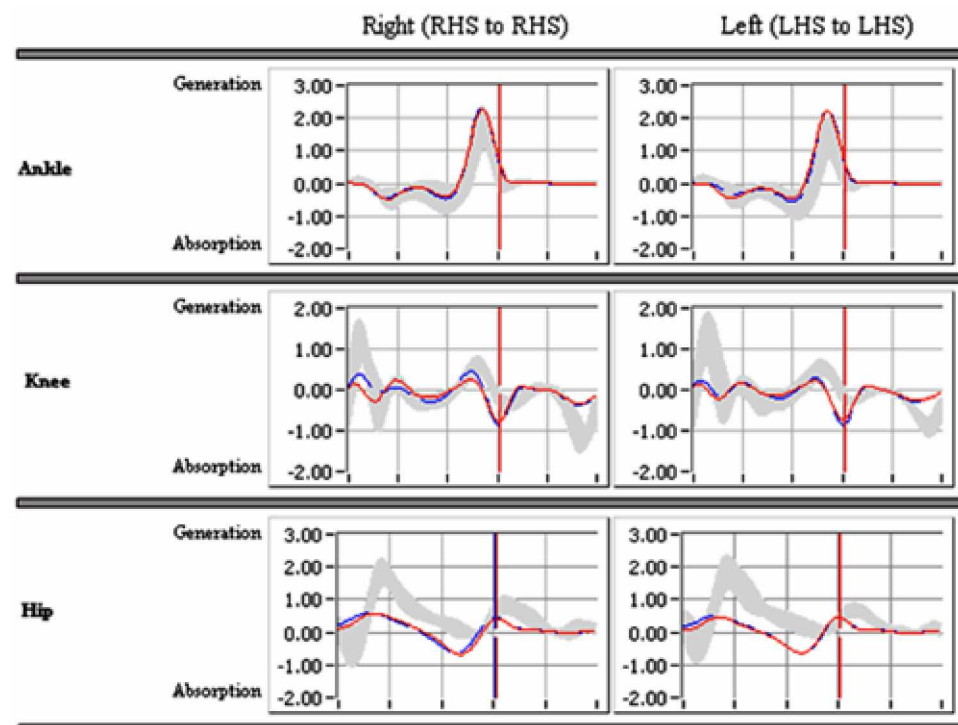 Right (RHS to RHS) Left (LHS to LHS)
Generation
3.00 3.00
2.00 2.00
1.00 1.00
Ankle
0.00 0.00
-1.00 -1.00
Absorption
-2.00 -2.00
Generation
2.00 2.00
1.00 1.00
Knee
0.00 0.00
-1.00 -1.00
Absorption
-2.00 -2.00
Generation
3.00 3.00
2.00 2.00
1.00 1.00
Hip
0.00 0.00
-1.00 -1.00
Absorption
-2.00 -2.00